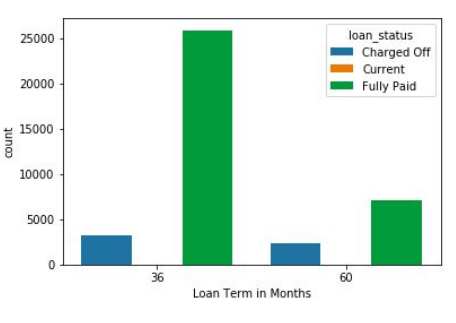 loan_status
Charged Off
Current
Fully Paid
25000
20000
15000
10000
5000
0
count
36
60
Loan Term in Months